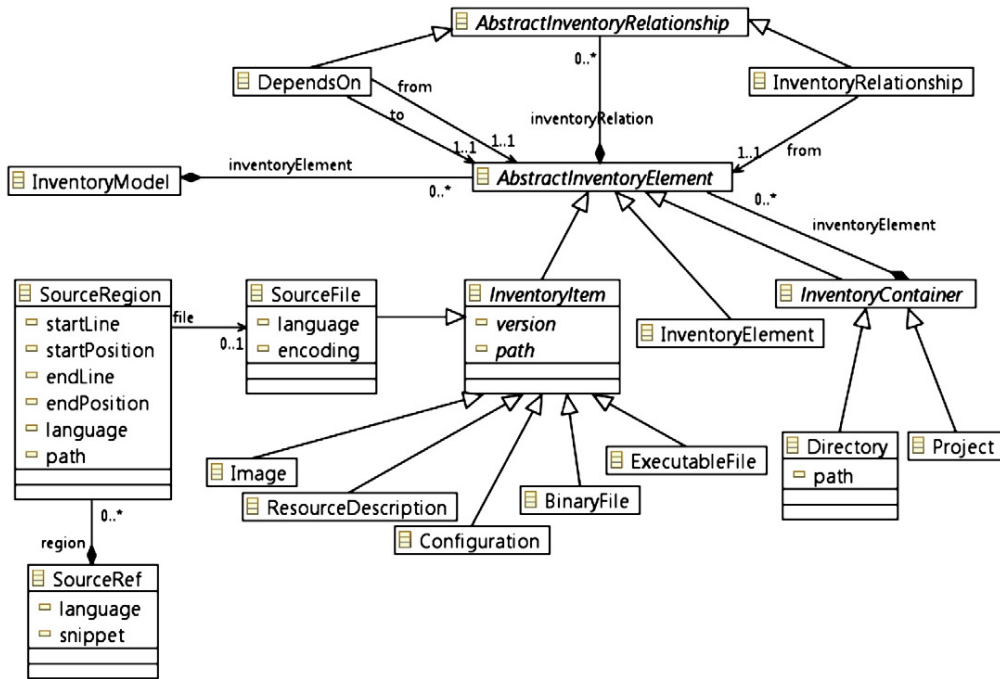 AbstractInventoryRelationship
0..*
DependsOn
from
to
InventoryRelationship
inventoryRelation
1..1
1..1
1..1
from
inventoryElement
InventoryModel
0..*
AbstractInventoryElement
0..*
inventoryElement
SourceRegion
startLine
startPosition
endLine
endPosition
language
path
file
0..1
SourceFile
language
encoding
InventoryItem
version
path
InventoryElement
InventoryContainer
Image
ResourceDescription
Configuration
BinaryFile
ExecutableFile
Directory
path
Project
0..*
region
SourceRef
language
snippet